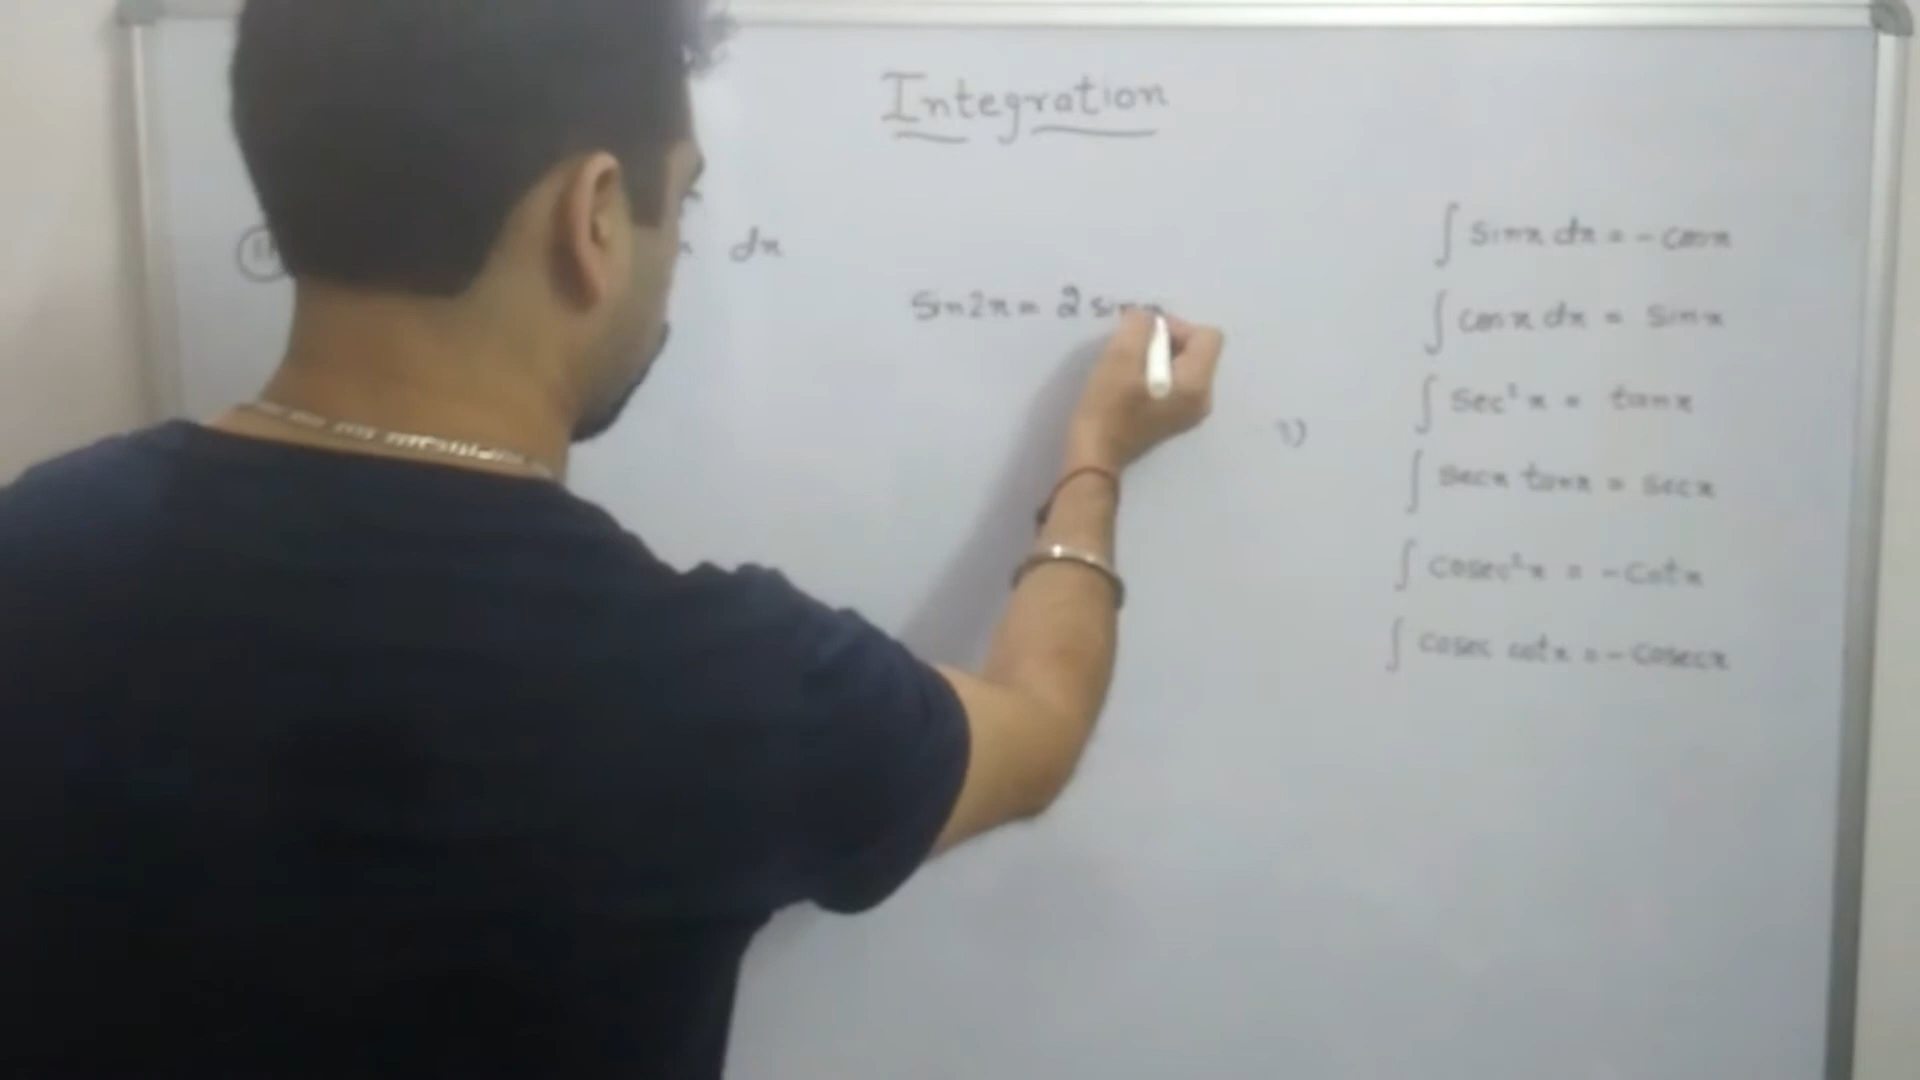 Integration
dx
sin2x = 2 sinx
∫ sinx dx = - cosx
∫ cosx dx = sinx
∫ sec²x = tanx
∫ secx tanx = secx
∫ cosec²x = -cotx
∫ cosec cotx = - cosecx